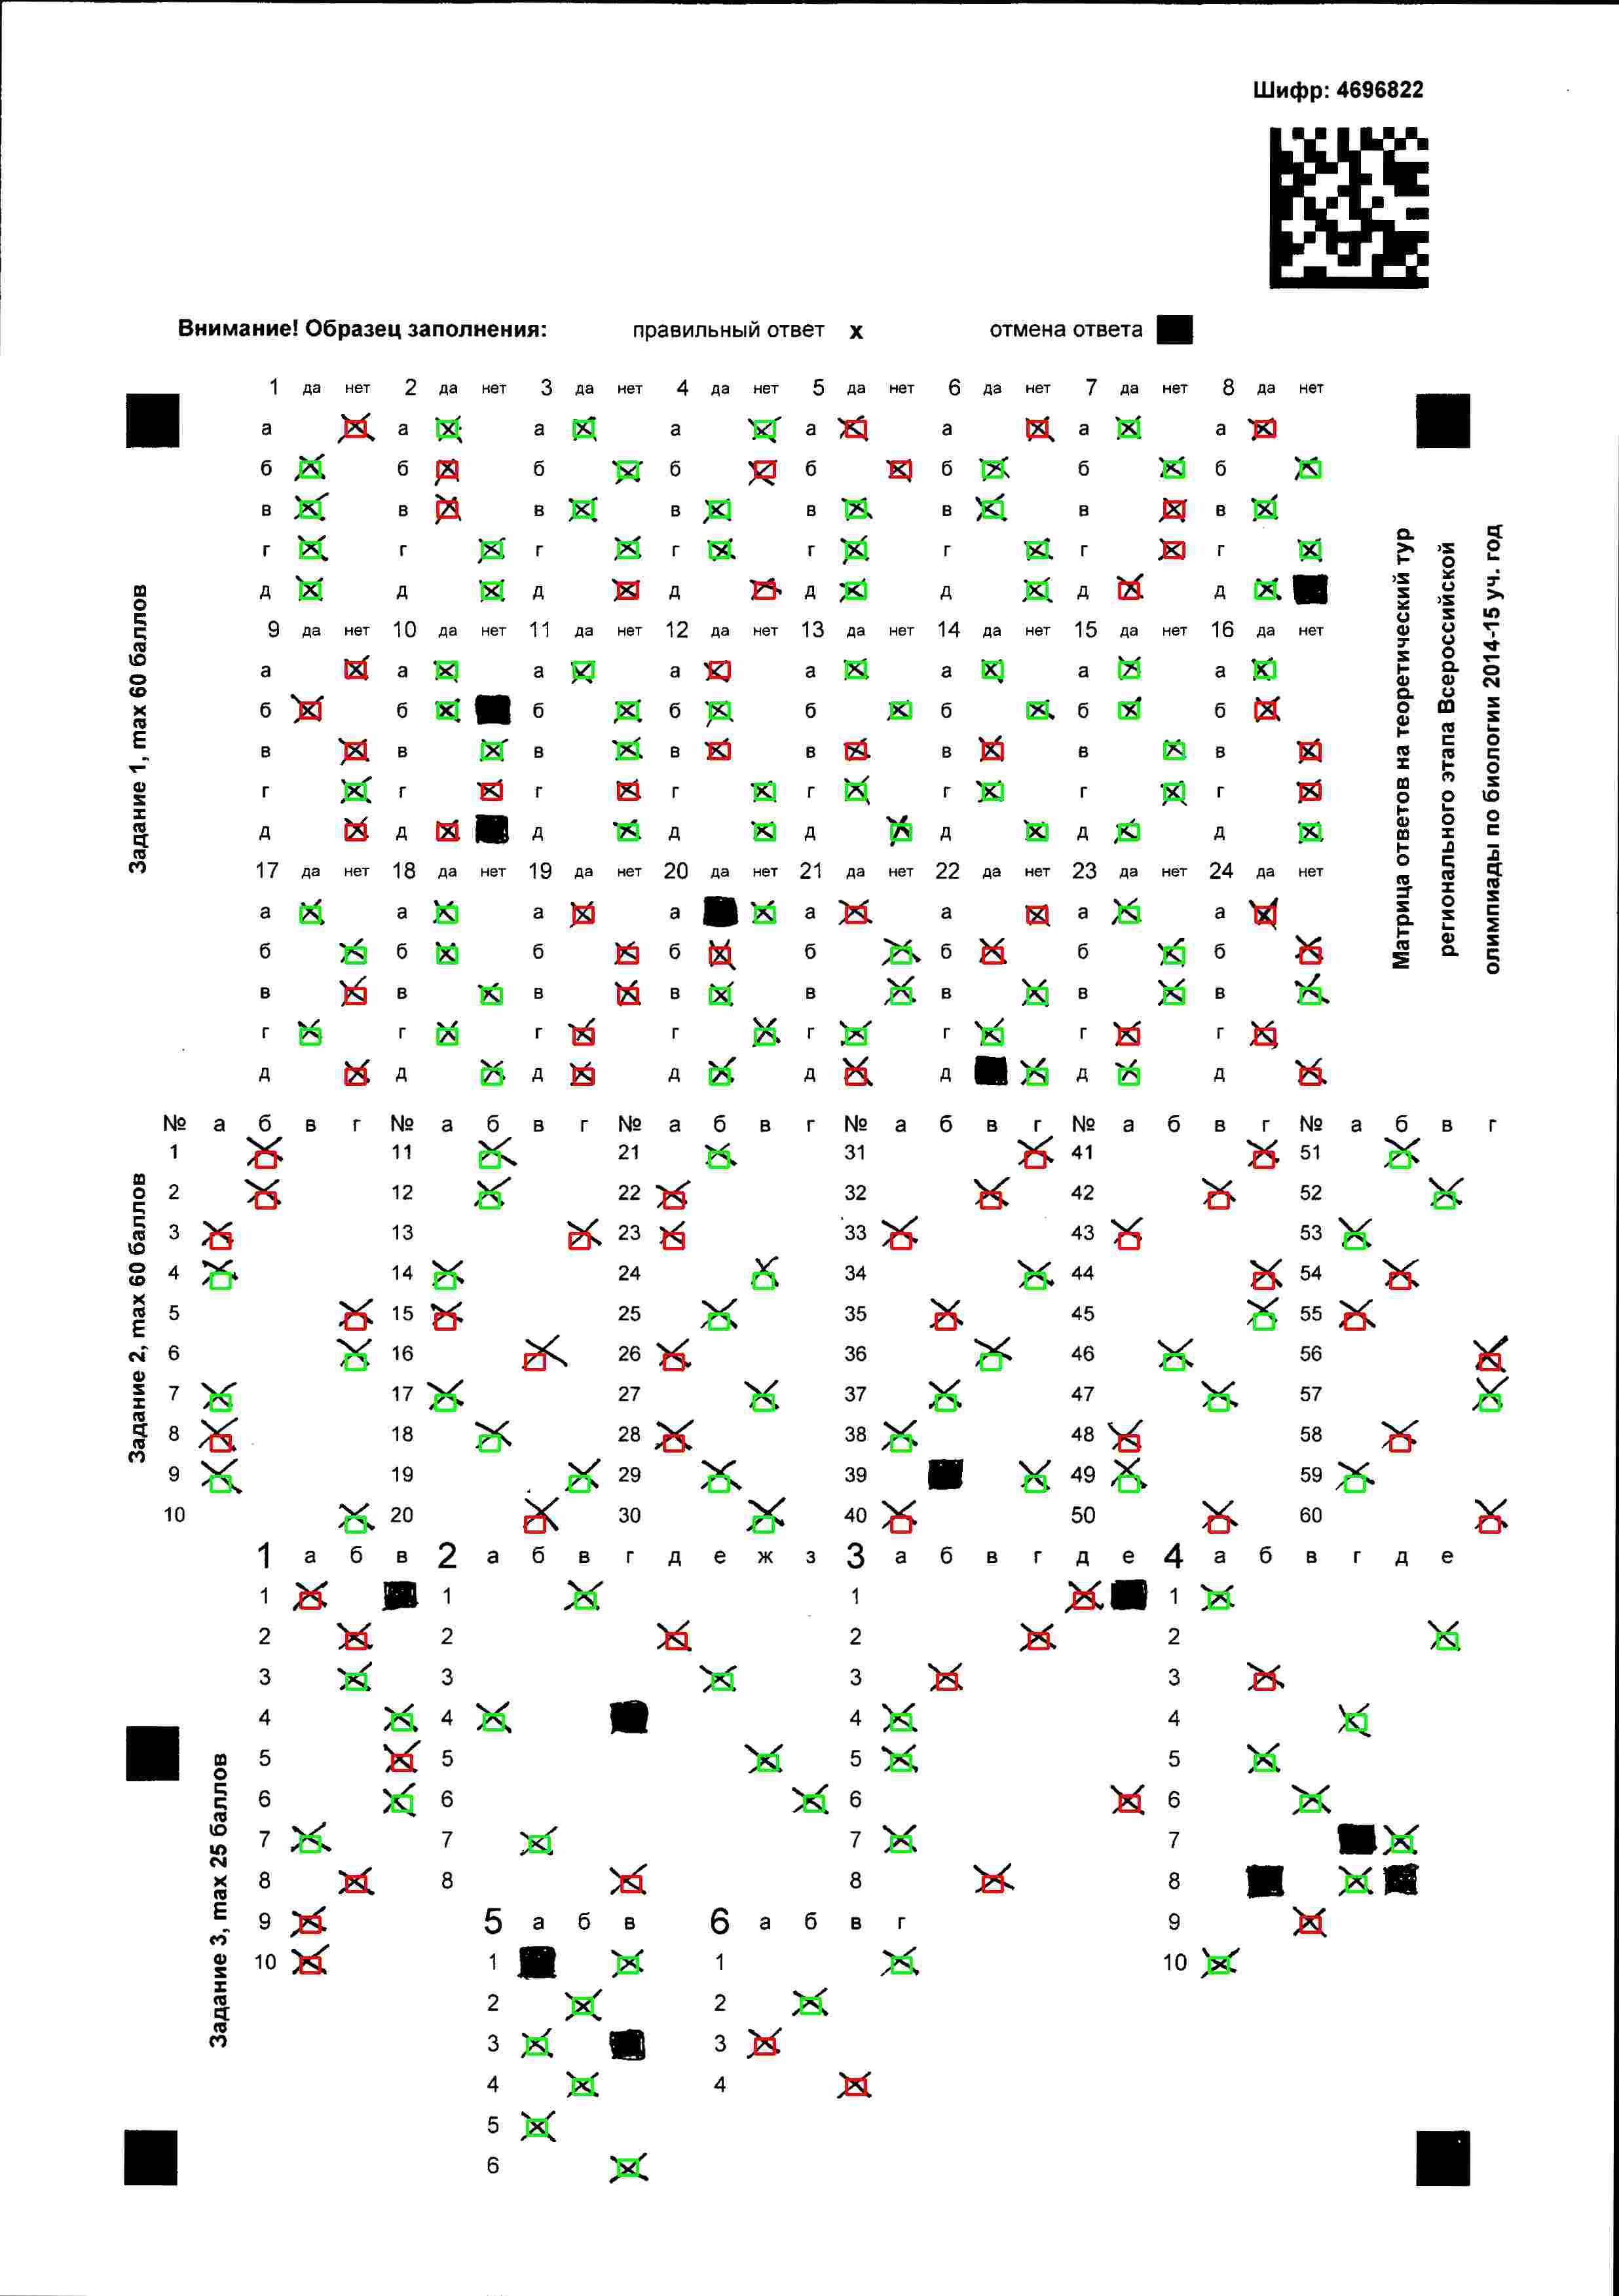 Шифр: 4696822
Внимание! Образец заполнения: правильный ответ х отмена ответа
1 да нет 2 да нет 3 да нет 4 да нет 5 да нет 6 да нет 7 да нет 8 да нет
а а а а а а а а
б б б б б б б б
в в в в в в в в
г г г г г г г г
д д д д д д д д
9 да нет 10 да нет 11 да нет 12 да нет 13 да нет 14 да нет 15 да нет 16 да нет
а а а а а а а а
б б б б б б б б
в в в в в в в в
г г г г г г г г
д д д д д д д д
17 да нет 18 да нет 19 да нет 20 да нет 21 да нет 22 да нет 23 да нет 24 да нет
а а а а а а а а
б б б б б б б б
в в в в в в в в
г г г г г г г г
д д д д д д д д
Задание 1, max 60 баллов
Матрица ответов на теоретический тур
регионального этапа Всероссийской
олимпиады по биологии 2014-15 уч. год
№ а б в г № а б в г № а б в г № а б в г № а б в г № а б в г
1 11 21 31 41 51
2 12 22 32 42 52
3 13 23 33 43 53
4 14 24 34 44 54
5 15 25 35 45 55
6 16 26 36 46 56
7 17 27 37 47 57
8 18 28 38 48 58
9 19 29 39 49 59
10 20 30 40 50 60
Задание 2, max 60 баллов
1 а б в 2 а б в г д е ж з 3 а б в г д е 4 а б в г д е
1 1 1 1
2 2 2 2
3 3 3 3
4 4 4 4
5 5 5 5
6 6 6 6
7 7 7 7
8 8 8 8
9 9
10 10
5 а б в 6 а б в г
1 1
2 2
3 3
4 4
5
6
Задание 3, max 25 баллов